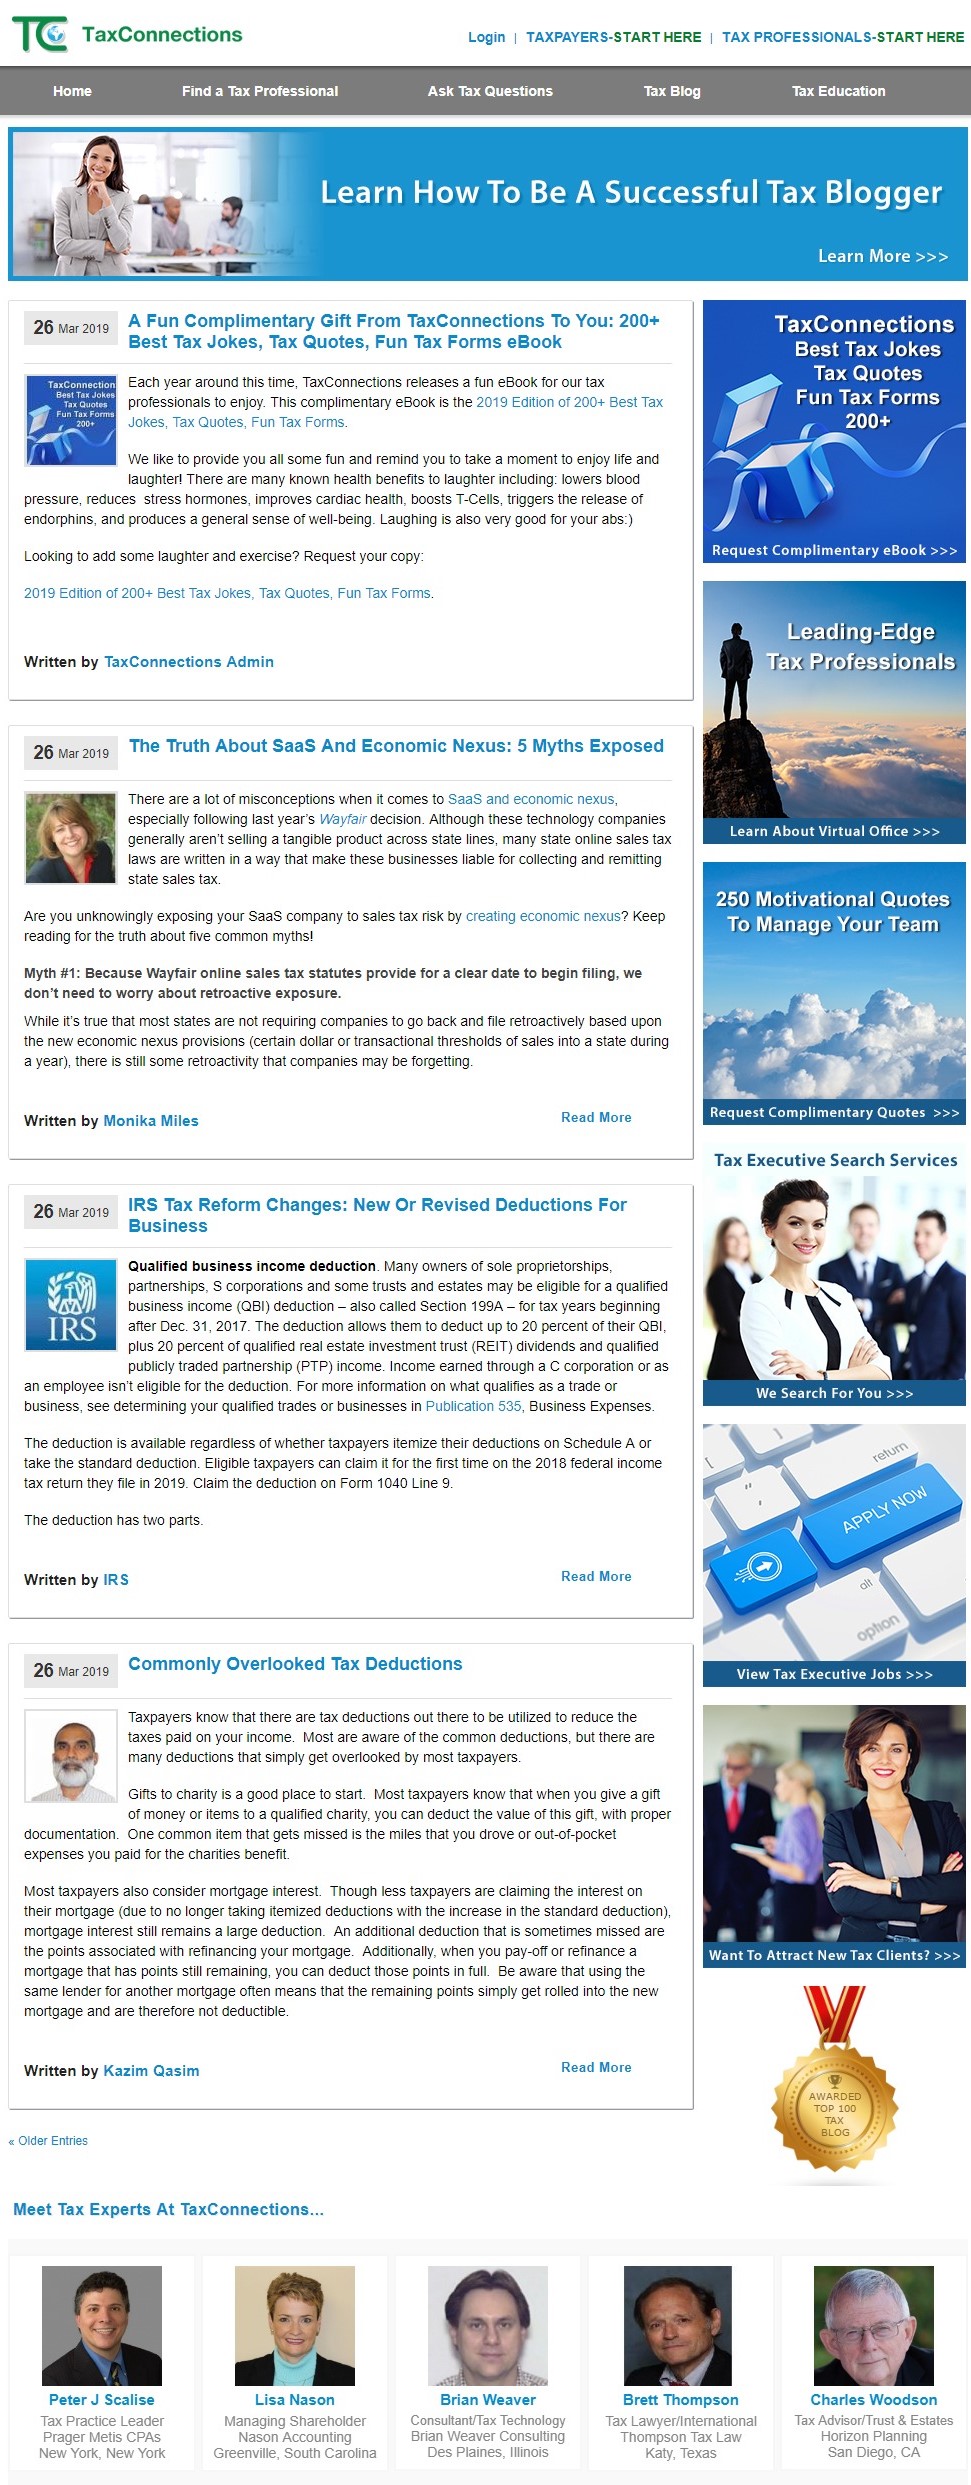 TC TaxConnections
Login | TAXPAYERS-START HERE | TAX PROFESSIONALS-START HERE
Home Find a Tax Professional Ask Tax Questions Tax Blog Tax Education
Learn How To Be A Successful Tax Blogger
Learn More >>>
26 Mar 2019
A Fun Complimentary Gift From TaxConnections To You: 200+
Best Tax Jokes, Tax Quotes, Fun Tax Forms eBook
TaxConnection
Best Tax Jokes
Tax Quotes
Fun Tax Forms
200+
Each year around this time, TaxConnections releases a fun eBook for our tax
professionals to enjoy. This complimentary eBook is the 2019 Edition of 200+ Best Tax
Jokes, Tax Quotes, Fun Tax Forms.
We like to provide you all some fun and remind you to take a moment to enjoy life and
laughter! There are many known health benefits to laughter including: lowers blood
pressure, reduces  stress hormones, improves cardiac health, boosts T-Cells, triggers the release of
endorphins, and produces a general sense of well-being. Laughing is also very good for your abs:)
Looking to add some laughter and exercise? Request your copy:
2019 Edition of 200+ Best Tax Jokes, Tax Quotes, Fun Tax Forms.
Written by TaxConnections Admin
26 Mar 2019
The Truth About SaaS And Economic Nexus: 5 Myths Exposed
There are a lot of misconceptions when it comes to SaaS and economic nexus,
especially following last year's Wayfair decision. Although these technology companies
generally aren't selling a tangible product across state lines, many state online sales tax
laws are written in a way that make these businesses liable for collecting and remitting
state sales tax.
Are you unknowingly exposing your SaaS company to sales tax risk by creating economic nexus? Keep
reading for the truth about five common myths!
Myth #1: Because Wayfair online sales tax statutes provide for a clear date to begin filing, we
don't need to worry about retroactive exposure.
While it's true that most states are not requiring companies to go back and file retroactively based upon
the new economic nexus provisions (certain dollar or transactional thresholds of sales into a state during
a year), there is still some retroactivity that companies may be forgetting.
Written by Monika Miles
Read More
26 Mar 2019
IRS Tax Reform Changes: New Or Revised Deductions For
Business
IRS
Qualified business income deduction. Many owners of sole proprietorships,
partnerships, S corporations and some trusts and estates may be eligible for a qualified
business income (QBI) deduction – also called Section 199A – for tax years beginning
after Dec. 31, 2017. The deduction allows them to deduct up to 20 percent of their QBI,
plus 20 percent of qualified real estate investment trust (REIT) dividends and qualified
publicly traded partnership (PTP) income. Income earned through a C corporation or as
an employee isn't eligible for the deduction. For more information on what qualifies as a trade or
business, see determining your qualified trades or businesses in Publication 535, Business Expenses.
The deduction is available regardless of whether taxpayers itemize their deductions on Schedule A or
take the standard deduction. Eligible taxpayers can claim it for the first time on the 2018 federal income
tax return they file in 2019. Claim the deduction on Form 1040 Line 9.
The deduction has two parts.
Written by IRS
Read More
26 Mar 2019
Commonly Overlooked Tax Deductions
Taxpayers know that there are tax deductions out there to be utilized to reduce the
taxes paid on your income.  Most are aware of the common deductions, but there are
many deductions that simply get overlooked by most taxpayers.
Gifts to charity is a good place to start.  Most taxpayers know that when you give a gift
of money or items to a qualified charity, you can deduct the value of this gift, with proper
documentation.  One common item that gets missed is the miles that you drove or out-of-pocket
expenses you paid for the charities benefit.
Most taxpayers also consider mortgage interest.  Though less taxpayers are claiming the interest on
their mortgage (due to no longer taking itemized deductions with the increase in the standard deduction),
mortgage interest still remains a large deduction.  An additional deduction that is sometimes missed are
the points associated with refinancing your mortgage.  Additionally, when you pay-off or refinance a
mortgage that has points still remaining, you can deduct those points in full.  Be aware that using the
same lender for another mortgage often means that the remaining points simply get rolled into the new
mortgage and are therefore not deductible.
Written by Kazim Qasim
Read More
« Older Entries
TaxConnections
Best Tax Jokes
Tax Quotes
Fun Tax Forms
200+
Request Complimentary eBook >>>
Leading-Edge
Tax Professionals
Learn About Virtual Office >>>
250 Motivational Quotes
To Manage Your Team
Request Complimentary Quotes >>>
Tax Executive Search Services
We Search For You >>>
return
APPLY NOW
alt
option
View Tax Executive Jobs >>>
Want To Attract New Tax Clients? >>>
AWARDED
TOP 100
TAX
BLOG
Meet Tax Experts At TaxConnections...
Peter J Scalise
Tax Practice Leader
Prager Metis CPAs
New York, New York
Lisa Nason
Managing Shareholder
Nason Accounting
Greenville, South Carolina
Brian Weaver
Consultant/Tax Technology
Brian Weaver Consulting
Des Plaines, Illinois
Brett Thompson
Tax Lawyer/International
Thompson Tax Law
Katy, Texas
Charles Woodson
Tax Advisor/Trust & Estates
Horizon Planning
San Diego, CA